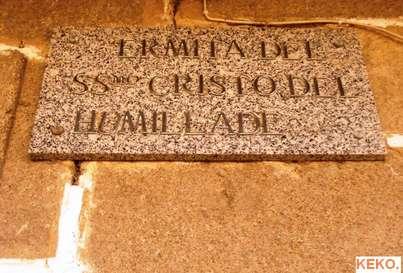 ERMITA DEL
SSMO CRISTO DEL
HUMILLADE
KEKO.